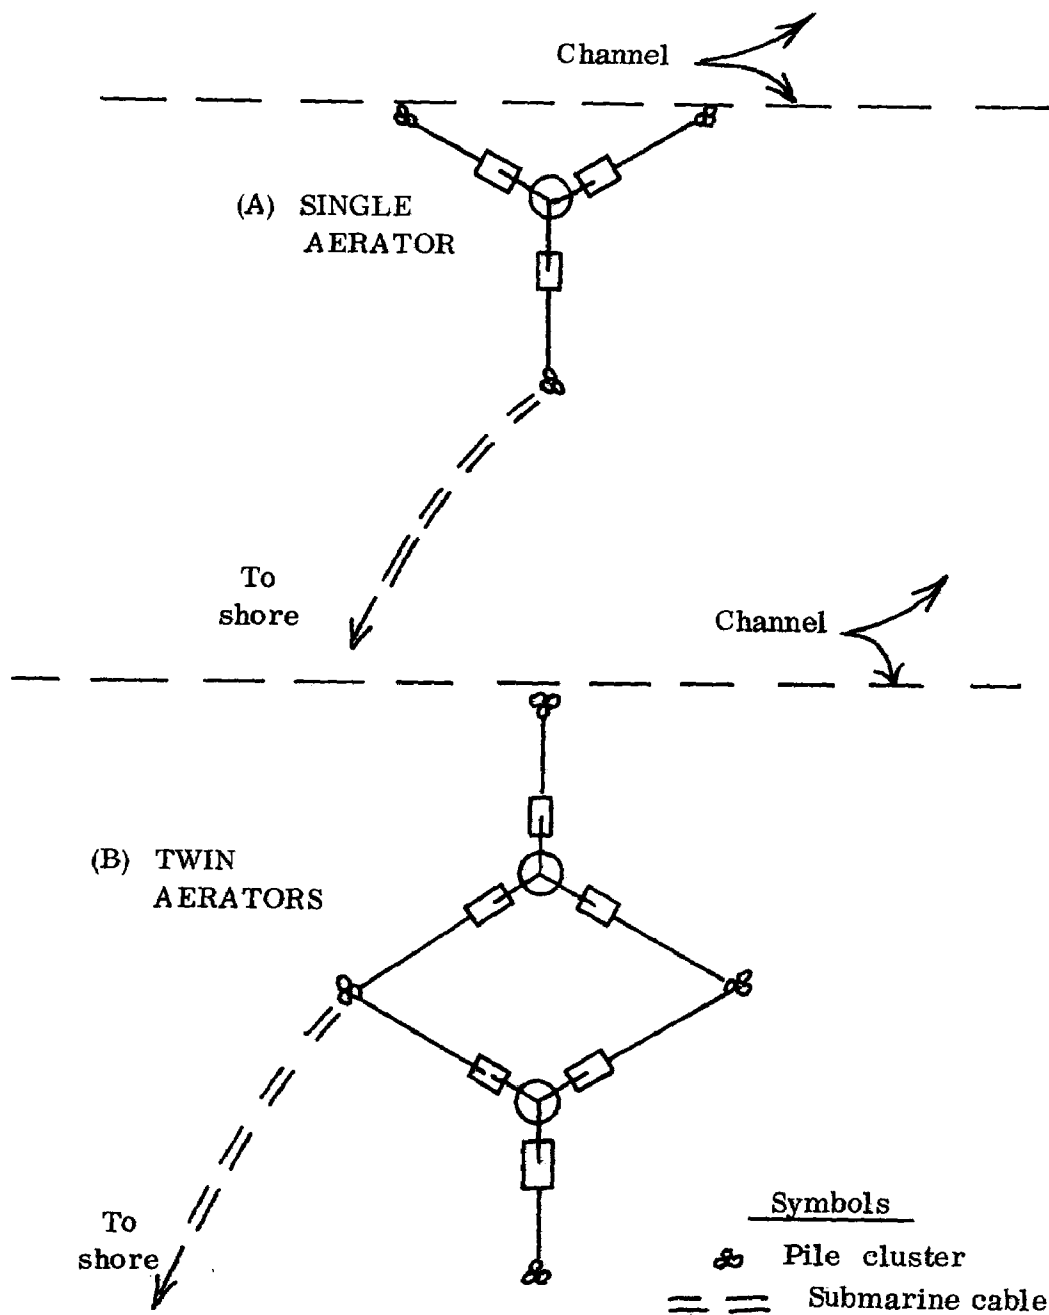 Channel
(A) SINGLE
AERATOR
To
shore
Channel
(B) TWIN
AERATORS
To
shore
Symbols
Pile cluster
Submarine cable